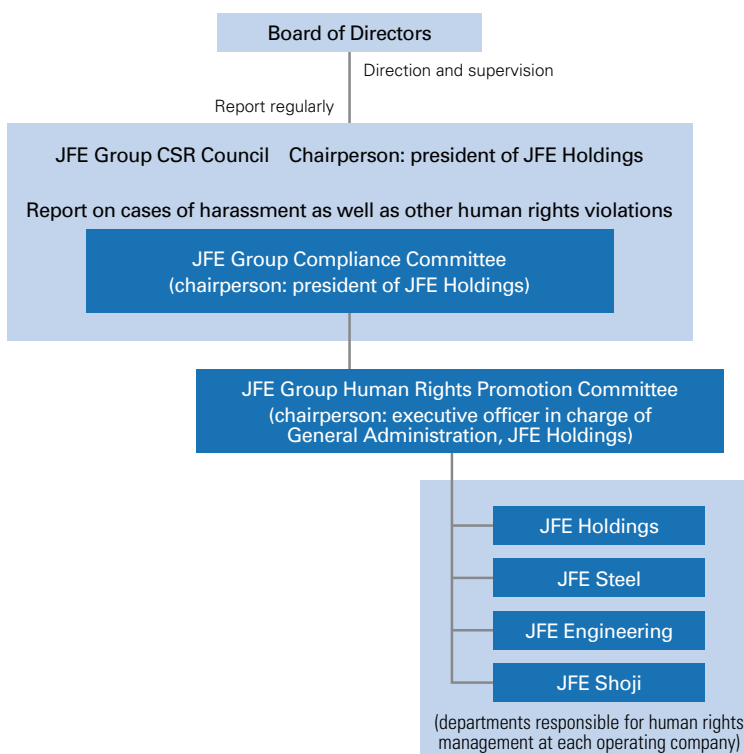 Board of Directors
Direction and supervision
Report regularly
JFE Group CSR Council Chairperson: president of JFE Holdings
Report on cases of harassment as well as other human rights violations
JFE Group Compliance Committee
(chairperson: president of JFE Holdings)
JFE Group Human Rights Promotion Committee
(chairperson: executive officer in charge of
General Administration, JFE Holdings)
JFE Holdings
JFE Steel
JFE Engineering
JFE Shoji
(departments responsible for human rights
management at each operating company)